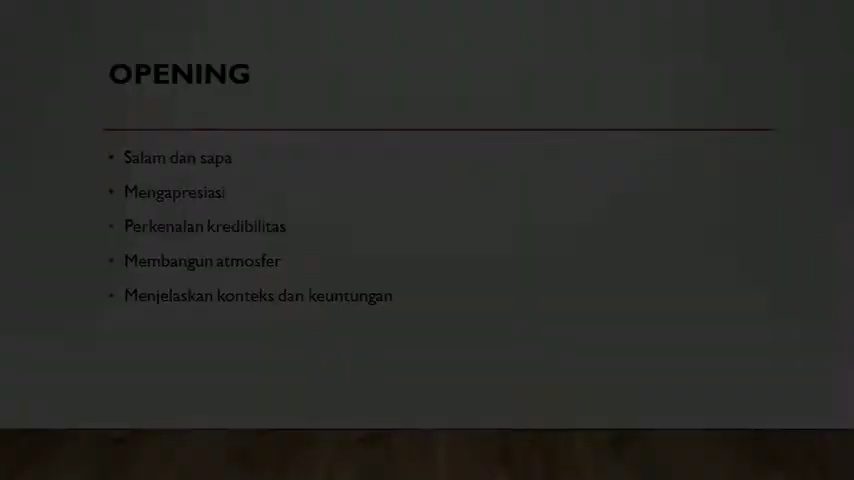 OPENING
• Salam dan sapa
• Mengapresiasi
• Perkenalan kredibilitas
• Membangun atmosfer
• Menjelaskan konteks dan keuntungan